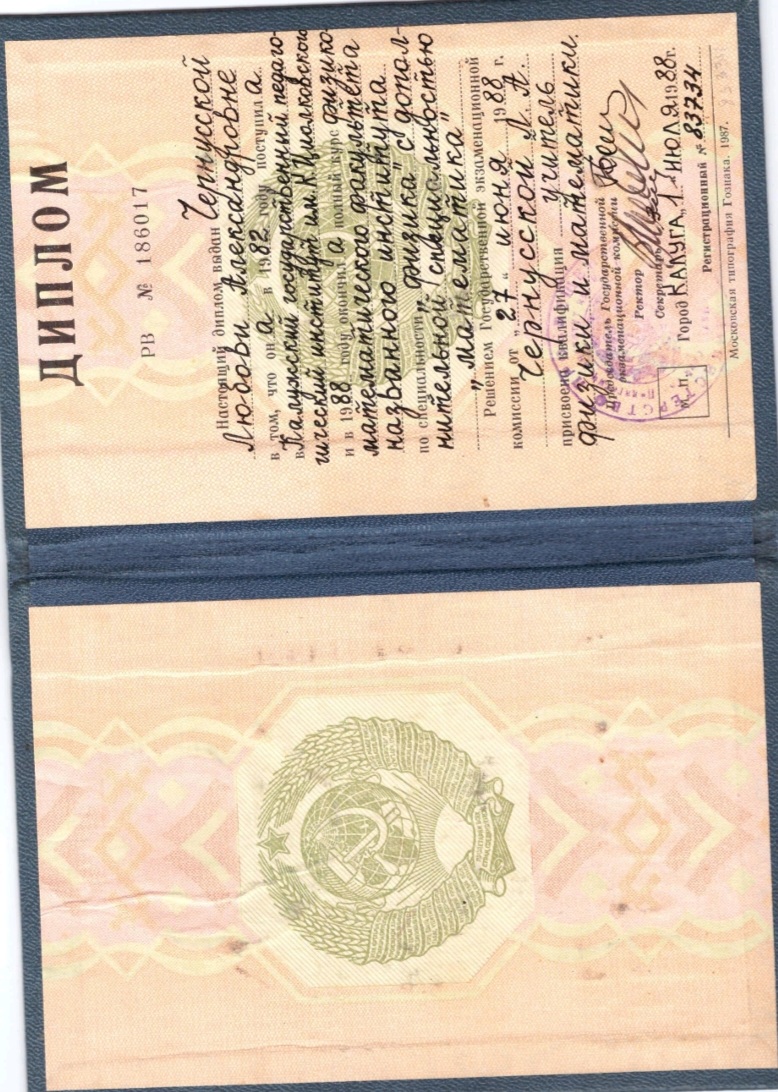 ДИПЛОМ
РВ № 186017
Настоящий диплом выдан Чернусской
Любови Александровне
в том, что она в 1982 году поступила
в Калужский государственный педаго-
гический институт им. К. Циолковского
и в 1988 году окончила полный курс физико-
математического факультета
названного института
по специальности "физика" с допол-
нительной специальностью
"математика"
Решением Государственной экзаменационной
комиссии от "27" июня 1988 г.
Чернусской Л. А.
присвоена квалификация учитель
физики и математики.
Председатель Государственной
экзаменационной комиссии
Ректор
Секретарь
М. П.
Город КАЛУГА, 1 ИЮЛЯ 1988г.
Регистрационный № 83734
Московская типография Гознака. 1987.